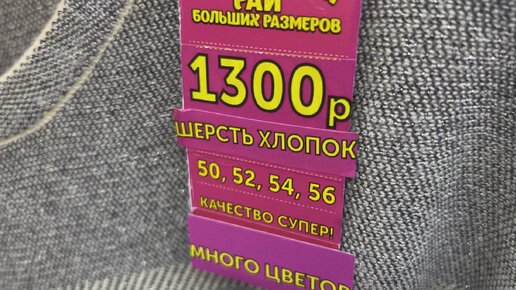 РАЙ
БОЛЬШИХ РАЗМЕРОВ
1300р
ШЕРСТЬ ХЛОПОК
50, 52, 54, 56
КАЧЕСТВО СУПЕР!
МНОГО ЦВЕТОВ